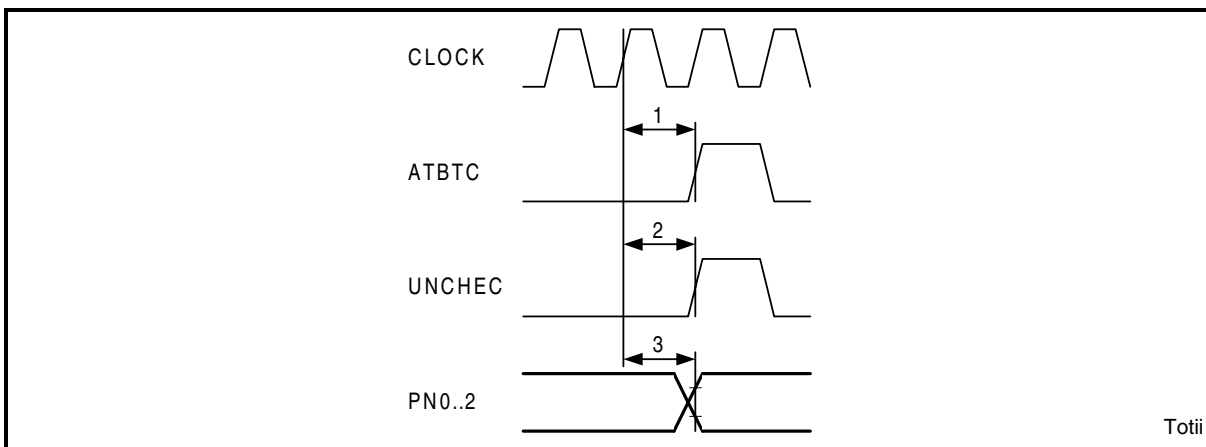 CLOCK
1
ATBTC
2
UNCHEC
3
PN0..2
Totii